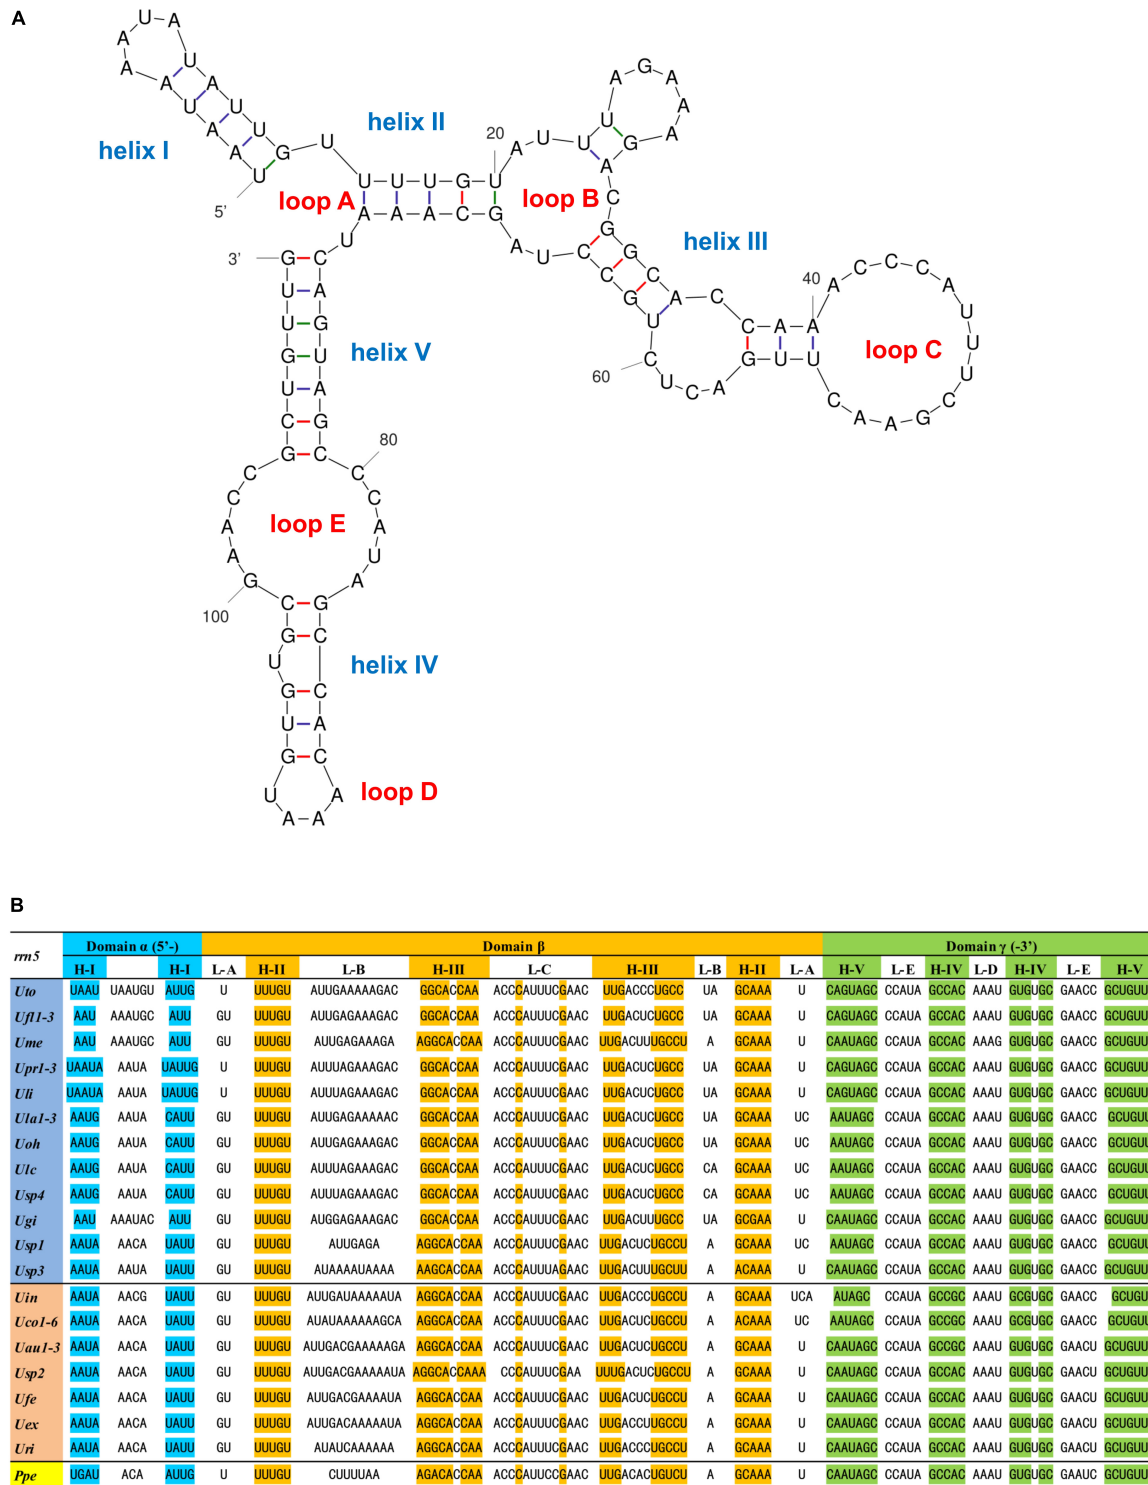 A
helix I
helix II
5'
loop A
20
loop B
helix III
40
loop C
60
3'
helix V
80
loop E
100
helix IV
loop D
B
rrn5 Domain α (5'-) Domain β Domain γ (-3')
H-I H-I L-A H-II L-B H-III L-C H-III L-B H-II L-A H-V L-E H-IV L-D H-IV L-E H-V
Uto UAAU UAAUGU AUUG U UUUGU AUUGAAAAAGAC GGCACCAA ACCCAUUUCGAAC UUGACCCUGCC UA GCAAA U CAGUAGC CCAUA GCCAC AAAU GUGUGC GAACC GCUGUU
Ufl1-3 AAU AAAUGC AUU GU UUUGU AUUGAGAAAGAC GGCACCAA ACCCAUUUCGAAC UUGACUCUGCC UA GCAAA U CAGUAGC CCAUA GCCAC AAAU GUGUGC GAACC GCUGUU
Ume AAU AAAUGC AUU GU UUUGU AUUGAGAAAGA AGGCACCAA ACCCAUUUCGAAC UUGACUUUGCCU A GCAAA U CAAUAGC CCAUA GCCAC AAAG GUGUGC GAACC GCUGUU
Upr1-3 UAAUA AAUA UAUUG U UUUGU AUUUAGAAAGAC GGCACCAA ACCCAUUUCGAAC UUGACUCUGCC UA GCAAA U CAGUAGC CCAUA GCCAC AAAU GUGUGC GAACC GCUGUU
Uli UAAUA AAUA UAUUG U UUUGU AUUUAGAAAGAC GGCACCAA ACCCAUUUCGAAC UUGACUCUGCC UA GCAAA U CAGUAGC CCAUA GCCAC AAAU GUGUGC GAACC GCUGUU
Ula1-3 AAUG AAUA CAUU GU UUUGU AUUGAGAAAAAC GGCACCAA ACCCAUUUCGAAC UUGACUCUGCC UA GCAAA UC AAUAGC CCAUA GCCAC AAAU GUGUGC GAACC GCUGU
Uoh AAUG AAUA CAUU GU UUUGU AUUGAGAAAGAC GGCACCAA ACCCAUUUCGAAC UUGACUCUGCC UA GCAAA UC AAUAGC CCAUA GCCAC AAAU GUGUGC GAACC GCUGU
Ulc AAUG AAUA CAUU GU UUUGU AUUUAGAAAGAC GGCACCAA ACCCAUUUCGAAC UUGACUCUGCC CA GCAAA UC AAUAGC CCAUA GCCAC AAAU GUGUGC GAACC GCUGU
Usp4 AAUG AAUA CAUU GU UUUGU AUUUAGAAAGAC GGCACCAA ACCCAUUUCGAAC UUGACUCUGCC CA GCAAA UC AAUAGC CCAUA GCCAC AAAU GUGUGC GAACC GCUGU
Ugi AAU AAAUAC AUU GU UUUGU AUGGAGAAAGAC GGCACCAA ACCCAUUUCGAAC UUGACUUUGCC UA GCGAA U CAAUAGC CCAUA GCCAC AAAU GUGUGC GAACC GCUGUU
Usp1 AAUA AACA UAUU GU UUUGU AUUGAGA AGGCACCAA ACCCAUUUCGAAC UUGACUCUGCCU A GCAAA UC AAUAGC CCAUA GCCAC AAAU GUGUGC GAACC GCUGU
Usp3 AAUA AAUA UAUU GU UUUGU AUAAAAUAAAA AAGCACCAA ACCCAUUUAGAAC UUGACUUUGCUU A ACAAA U CAAUAGC CCAUA GCCAC AAAU GUGUGC GAACC GCUGUU
Uin AAUA AACG UAUU GU UUUGU AUUGAUAAAAAUA AGGCACCAA ACCCAUUUCGAAC UUGACCCUGCCU A GCAAA UCA AUAGC CCAUA GCCGC AAAU GCGUGC GAACC GCUGU
Uco1-6 AAUA AACA UAUU GU UUUGU AUAUAAAAAAGCA AGGCACCAA ACCCAUUUCGAAC UUGACUCUGCCU A ACAAA UC AAUAGC CCAUA GCCGC AAAU GCGUGC GAACC GCUGUU
Uau1-3 AAUA AACA UAUU GU UUUGU AUUGACGAAAAAGA AGGCACCAA ACCCAUUUCGAAC UUGACUCUGCCU A GCAAA U CAAUAGC CCAUA GCCGC AAAU GUGUGC GAACU GCUGUU
Usp2 AAUA AACA UAUU GU UUUGU AUUGACGAAAAAUA AGGCACCAAA CCCAUUUCGAA UUUGACUCUGCCU A GCAAA U CAAUAGC CCAUA GCCAC AAAU GUGUGC GAACU GCUGUU
Ufe AAUA AACA UAUU GU UUUGU AUUGACGAAAAUA AGGCACCAA ACCCAUUUCGAAC UUGACUCUGCCU A GCAAA U CAAUAGC CCAUA GCCAC AAAU GUGUGC GAACU GCUGUU
Uex AAUA AACA UAUU GU UUUGU AUUGACAAAAAUA AGGCACCAA ACCCAUUUCGAAC UUGACCUUGCCU A GCAAA U CAAUAGC CCAUA GCCAC AAAU GUGUGC GAACU GCUGUU
Uri AAUA AACA UAUU GU UUUGU AUAUCAAAAAA AGGCACCAA ACCCAUUUCGAAC UUGACCCUGCCU A GCAAA U CAAUAGC CCAUA GCCAC AAAU GUGUGC GAACU GCUGUU
Ppe UGAU ACA AUUG U UUUGU CUUUUAA AGACACCAA ACCCAUUCCGAAC UUGACACUGUCU A GCAAA U CAAUAGC CCAUA GCCAC AAAU GUGUGC GAAUC GCUGUU